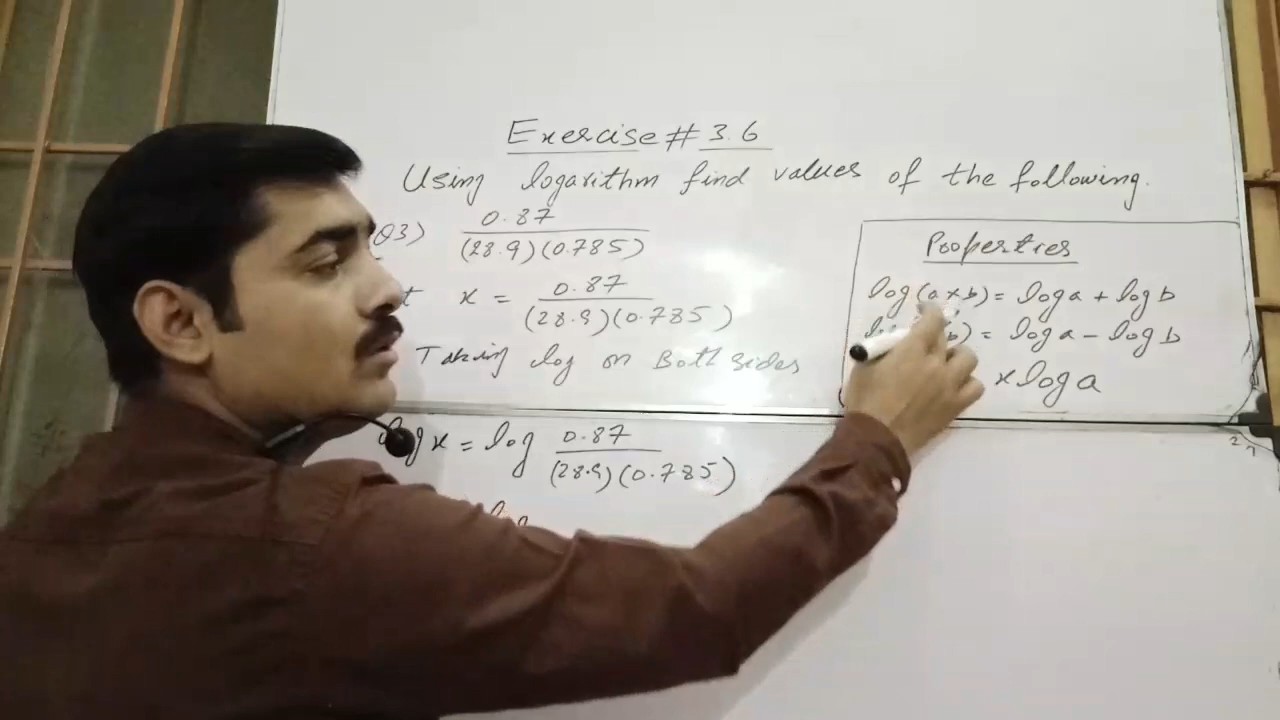 Exercise # 3.6
Using logarithm find values of the following.
Q3) 0.87 / (28.9)(0.785)
x = 0.87 / (28.9)(0.785)
Taking log on Both sides
log x = log 0.87 / (28.9)(0.785)
Properties
log(a×b) = log a + log b
b) = log a - log b
x log a